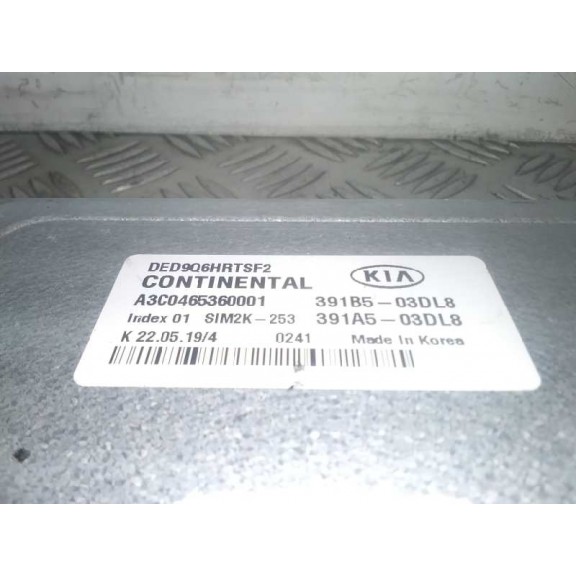 DED9Q6HRTSF2
CONTINENTAL
KIA
A3C0465360001 391B5-03DL8
Index 01 SIM2K-253 391A5-03DL8
K 22.05.19/4 0241 Made In Korea